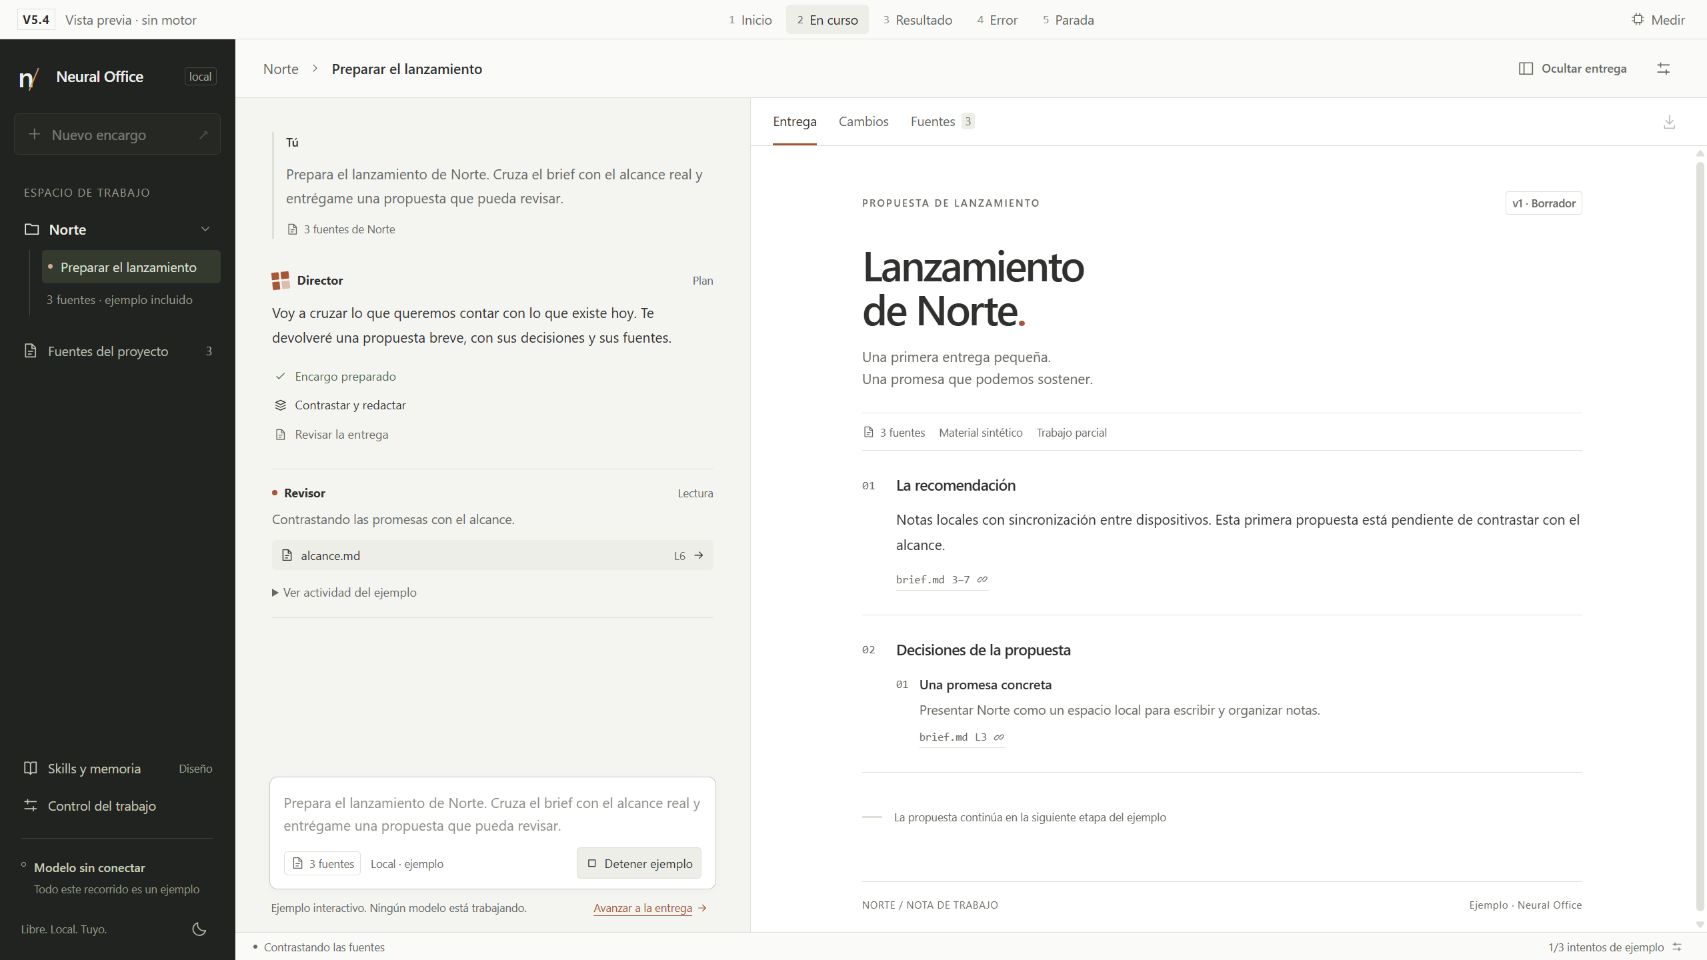 V5.4 Vista previa · sin motor
1 Inicio 2 En curso 3 Resultado 4 Error 5 Parada
Medir
n/ Neural Office local
Nuevo encargo
ESPACIO DE TRABAJO
Norte
Preparar el lanzamiento
3 fuentes · ejemplo incluido
Fuentes del proyecto 3
Skills y memoria Diseño
Control del trabajo
Modelo sin conectar
Todo este recorrido es un ejemplo
Libre. Local. Tuyo.
Norte > Preparar el lanzamiento
Ocultar entrega
Tú
Prepara el lanzamiento de Norte. Cruza el brief con el alcance real y
entrégame una propuesta que pueda revisar.
3 fuentes de Norte
Director Plan
Voy a cruzar lo que queremos contar con lo que existe hoy. Te
devolveré una propuesta breve, con sus decisiones y sus fuentes.
Encargo preparado
Contrastar y redactar
Revisar la entrega
Revisor Lectura
Contrastando las promesas con el alcance.
alcance.md L6 →
Ver actividad del ejemplo
Prepara el lanzamiento de Norte. Cruza el brief con el alcance real y
entrégame una propuesta que pueda revisar.
3 fuentes Local · ejemplo Detener ejemplo
Ejemplo interactivo. Ningún modelo está trabajando. Avanzar a la entrega →
Entrega Cambios Fuentes 3
PROPUESTA DE LANZAMIENTO v1 · Borrador
Lanzamiento
de Norte.
Una primera entrega pequeña.
Una promesa que podemos sostener.
3 fuentes Material sintético Trabajo parcial
01 La recomendación
Notas locales con sincronización entre dispositivos. Esta primera propuesta está pendiente de contrastar con el
alcance.
brief.md 3–7
02 Decisiones de la propuesta
01 Una promesa concreta
Presentar Norte como un espacio local para escribir y organizar notas.
brief.md L3
La propuesta continúa en la siguiente etapa del ejemplo
NORTE / NOTA DE TRABAJO Ejemplo · Neural Office
• Contrastando las fuentes 1/3 intentos de ejemplo